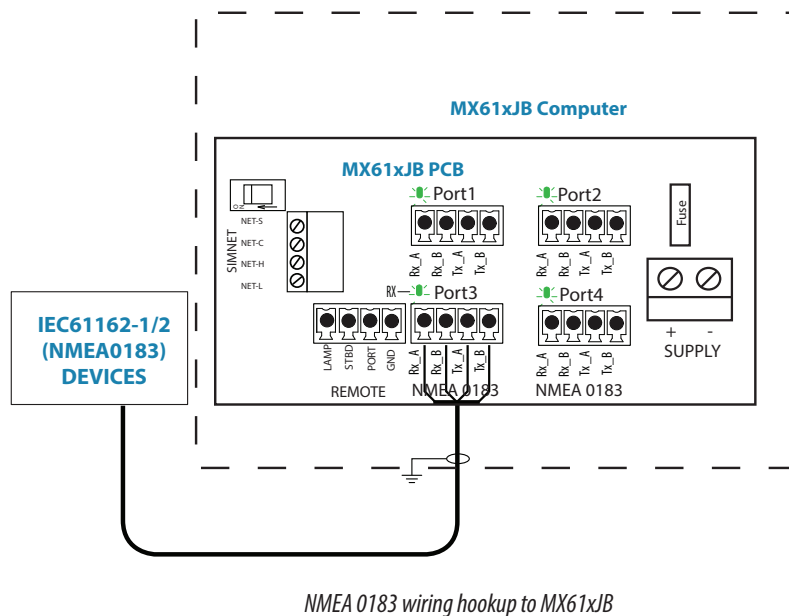 MX61xJB Computer
MX61xJB PCB
ON
NET-S
NET-C
NET-H
NET-L
SIMNET
Port1
Rx_A
Rx_B
Tx_A
Tx_B
Port2
Rx_A
Rx_B
Tx_A
Tx_B
Fuse
RX
Port3
Rx_A
Rx_B
Tx_A
Tx_B
NMEA 0183
Port4
Rx_A
Rx_B
Tx_A
Tx_B
NMEA 0183
+ -
SUPPLY
LAMP
STBD
PORT
GND
REMOTE
IEC61162-1/2
(NMEA0183)
DEVICES
NMEA 0183 wiring hookup to MX61xJB